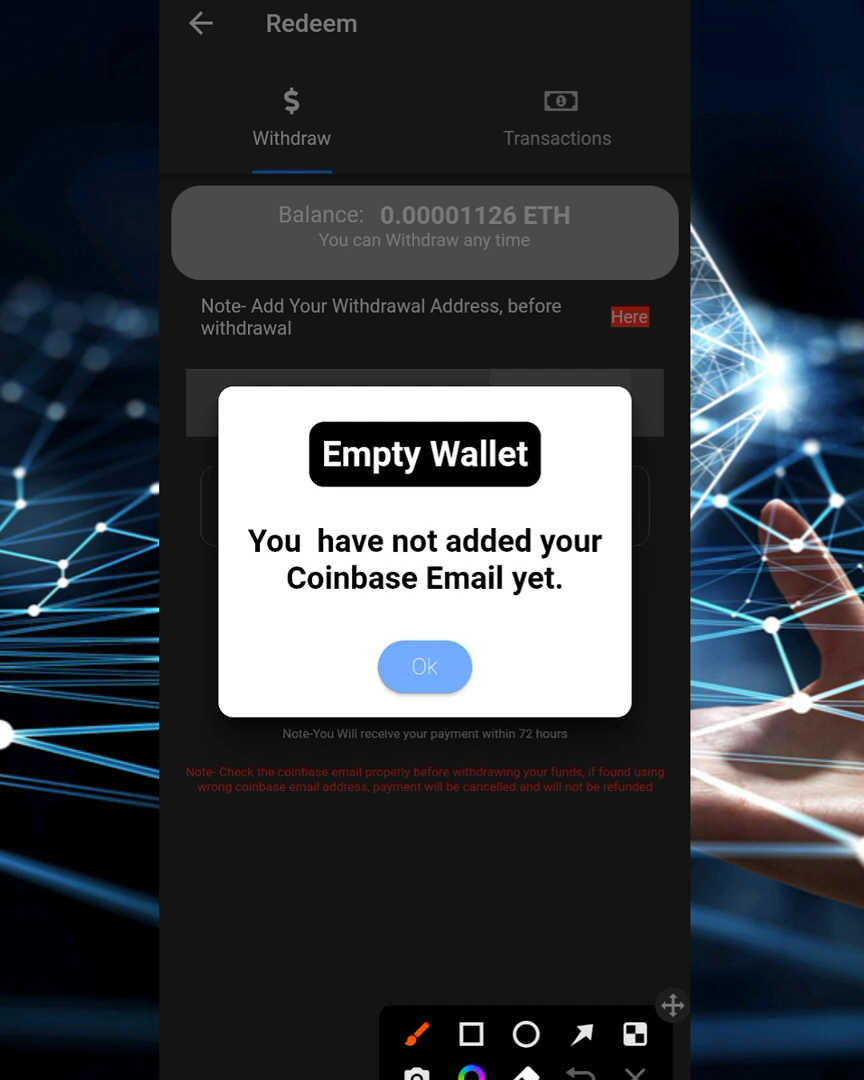 Redeem
Withdraw
Transactions
Balance: 0.00001126 ETH
You can Withdraw any time
Note- Add Your Withdrawal Address, before
withdrawal
Here
Empty Wallet
You  have not added your
Coinbase Email yet.
Ok
Note-You Will receive your payment within 72 hours
Note- Check the coinbase email properly before withdrawing your funds, if found using
wrong coinbase email address, payment will be cancelled and will not be refunded